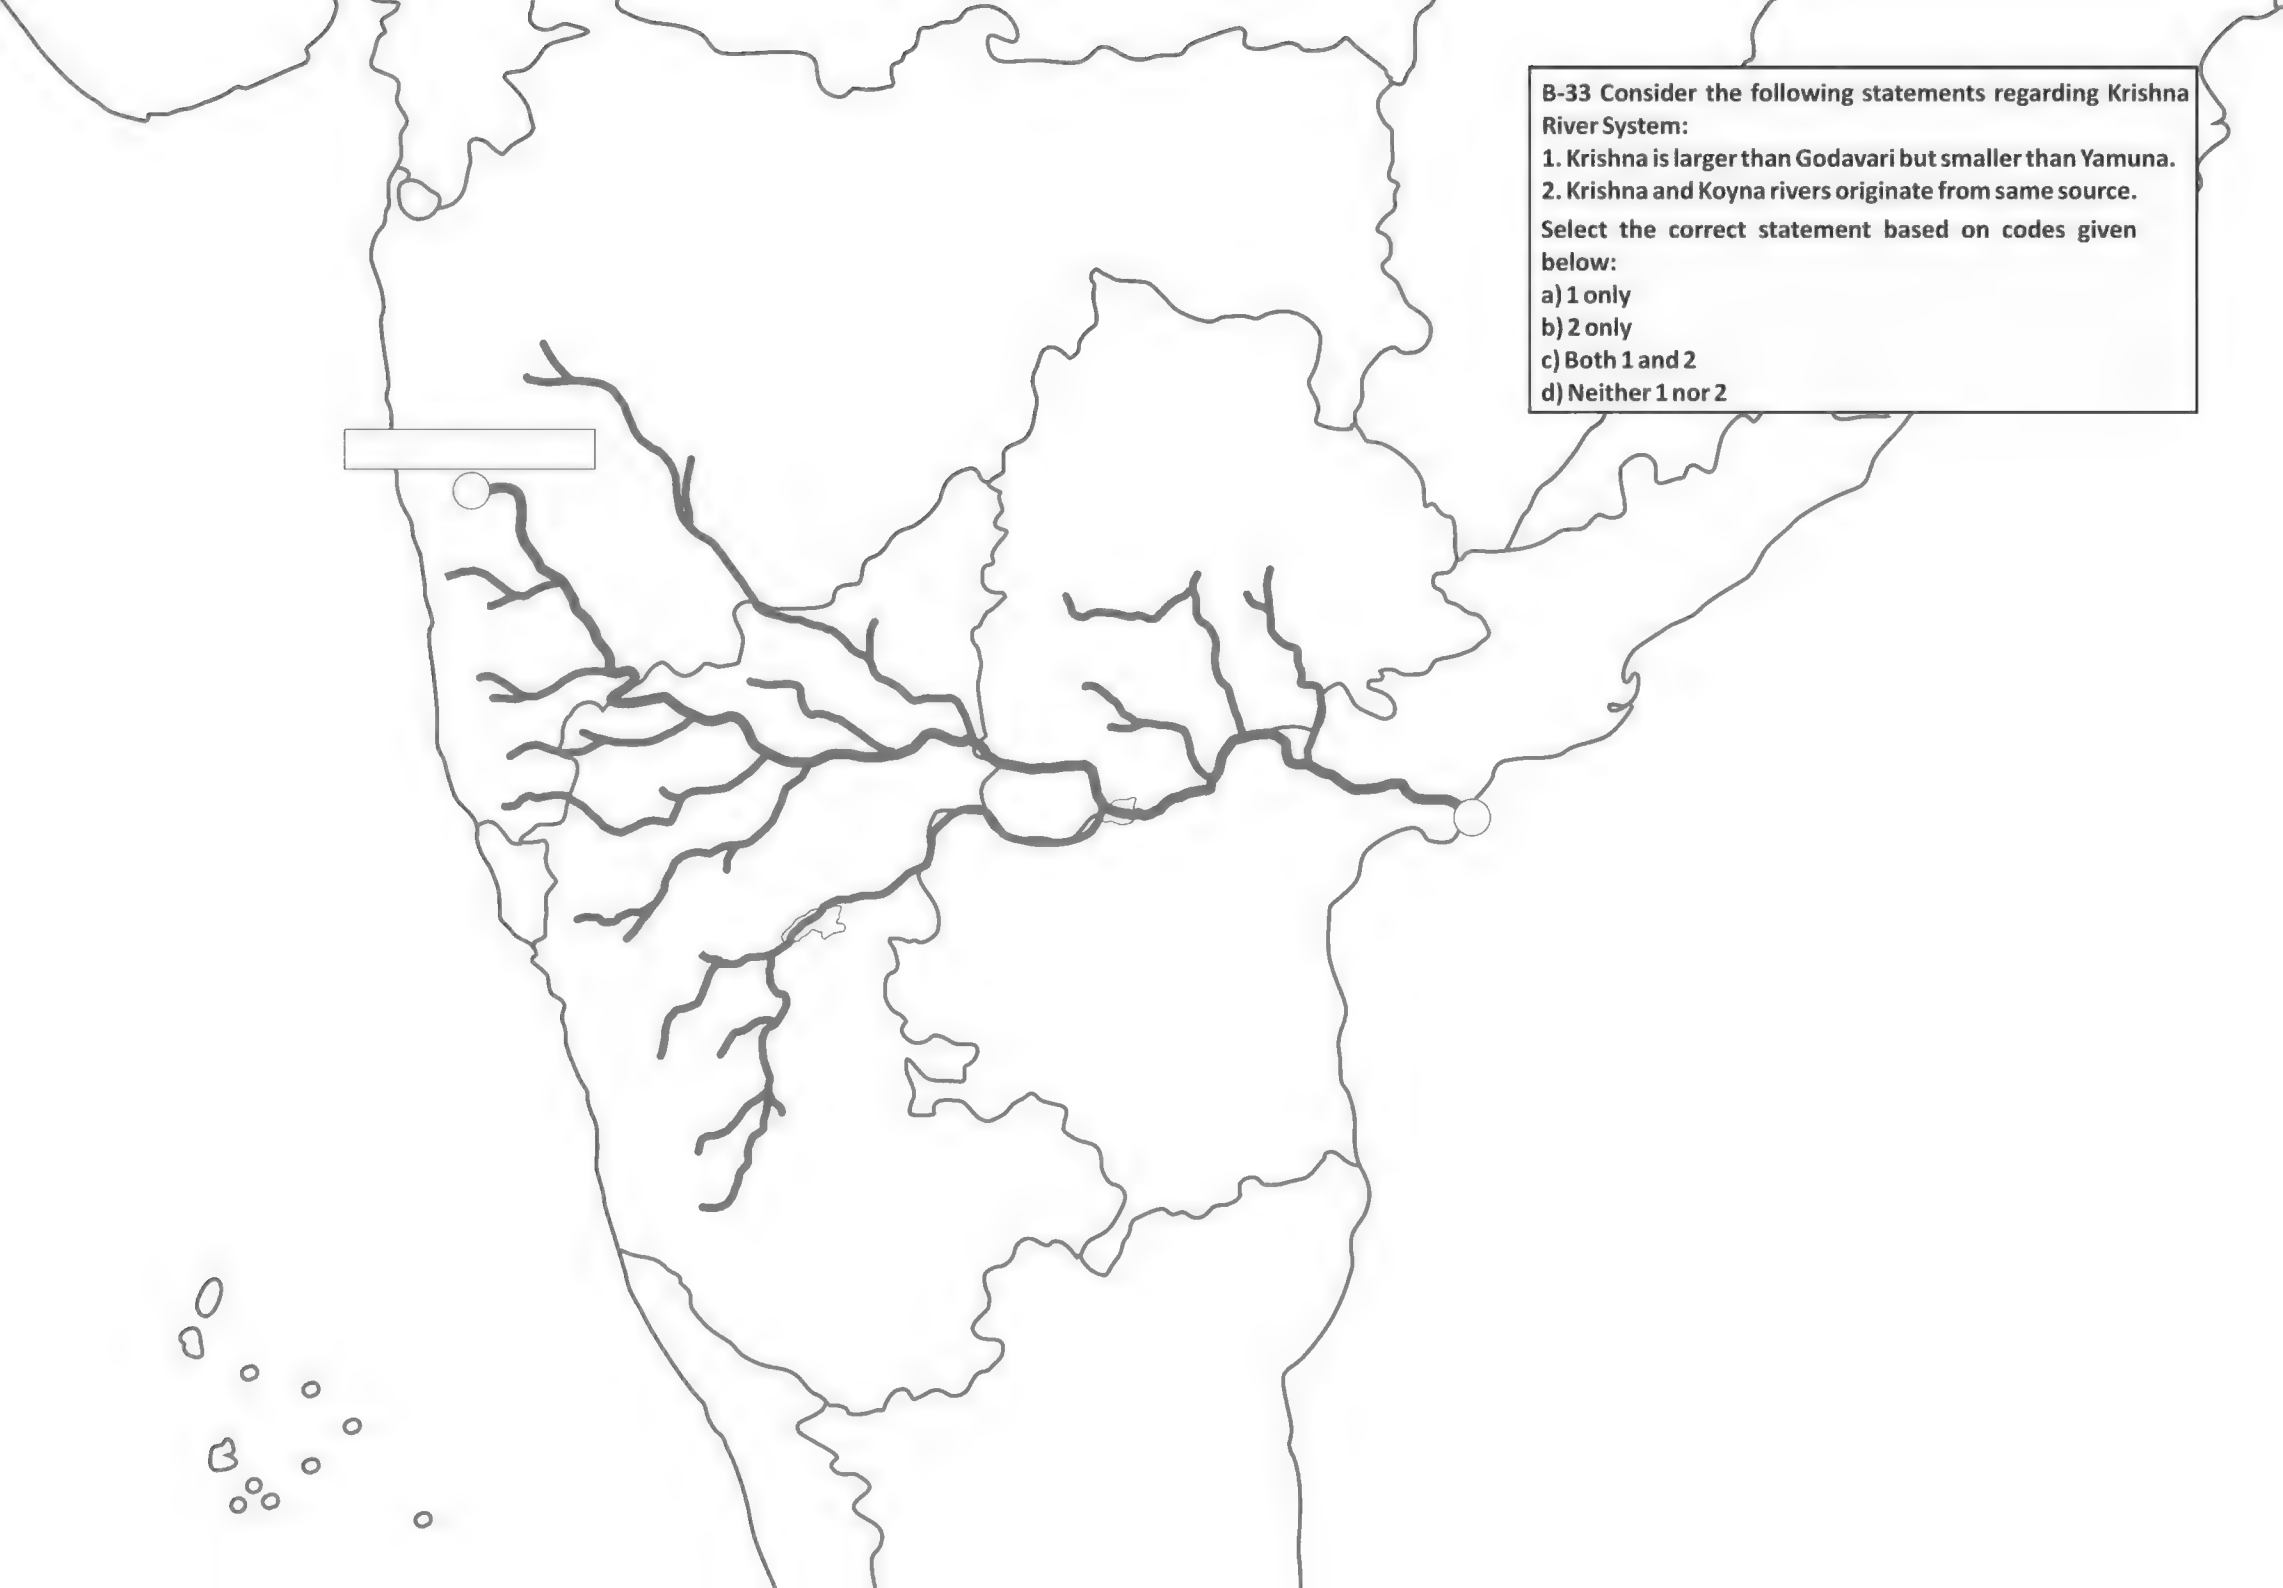 B-33 Consider the following statements regarding Krishna
River System:
1. Krishna is larger than Godavari but smaller than Yamuna.
2. Krishna and Koyna rivers originate from same source.
Select the correct statement based on codes given
below:
a) 1 only
b) 2 only
c) Both 1 and 2
d) Neither 1 nor 2